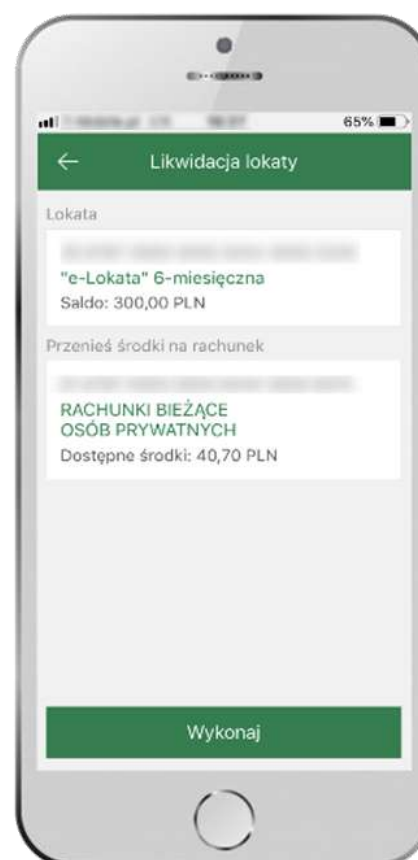 65%
Likwidacja lokaty
Lokata
"e-Lokata" 6-miesięczna
Saldo: 300,00 PLN
Przenieś środki na rachunek
RACHUNKI BIEŻĄCE
OSÓB PRYWATNYCH
Dostępne środki: 40,70 PLN
Wykonaj